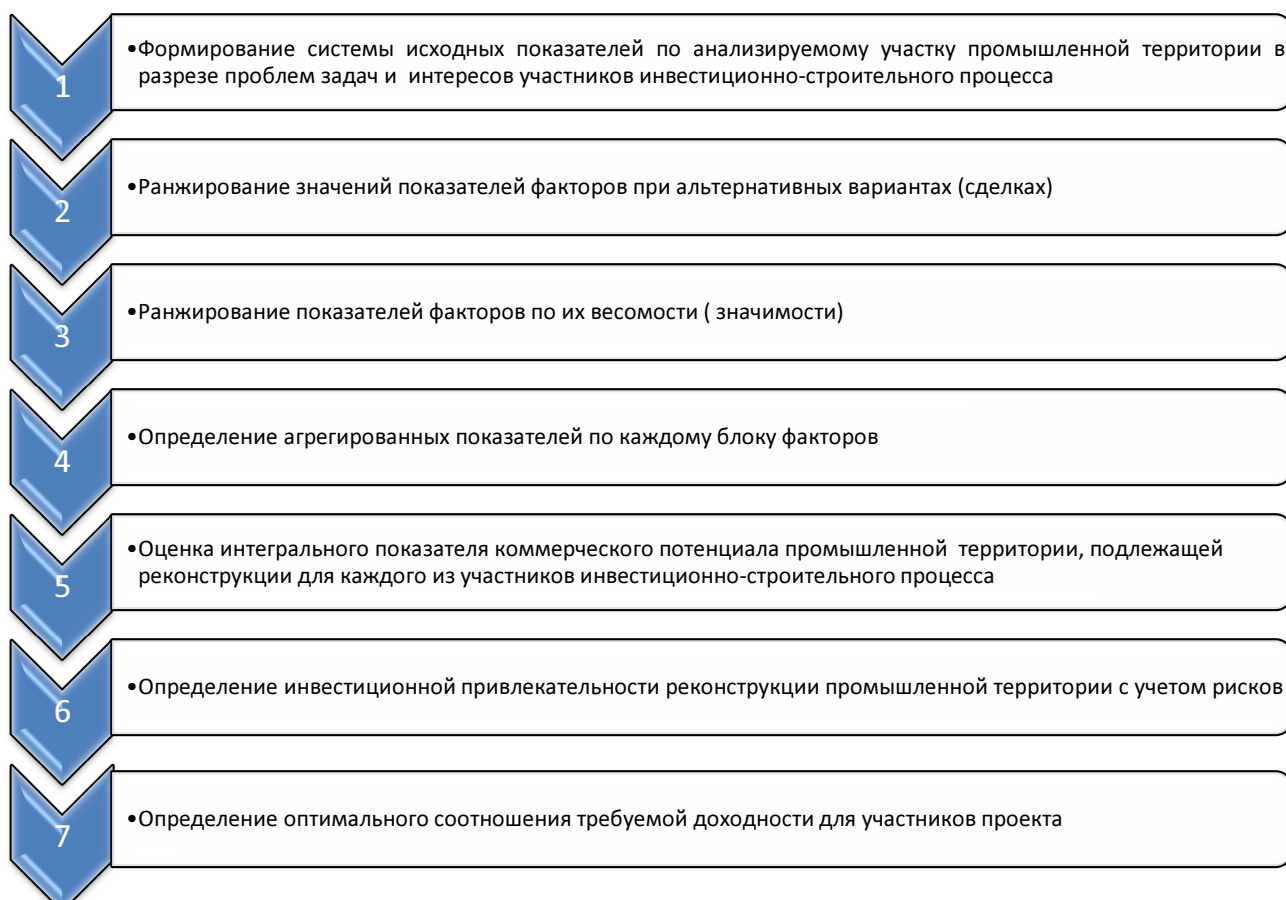 •Формирование системы исходных показателей по анализируемому участку промышленной территории в
разрезе проблем задач и интересов участников инвестиционно-строительного процесса
1
•Ранжирование значений показателей факторов при альтернативных вариантах (сделках)
2
•Ранжирование показателей факторов по их весомости ( значимости)
3
•Определение агрегированных показателей по каждому блоку факторов
4
•Оценка интегрального показателя коммерческого потенциала промышленной территории, подлежащей
реконструкции для каждого из участников инвестиционно-строительного процесса
5
•Определение инвестиционной привлекательности реконструкции промышленной территории с учетом рисков
6
•Определение оптимального соотношения требуемой доходности для участников проекта
7